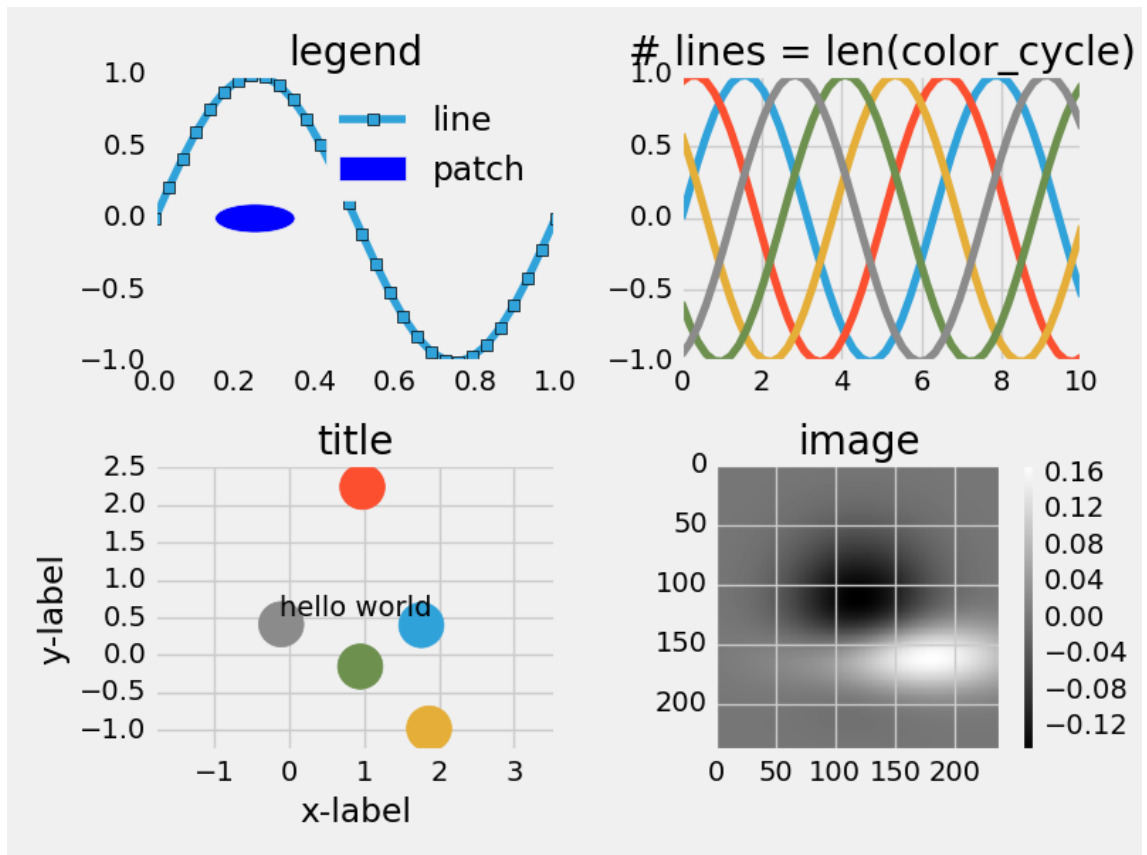 legend
1.0
0.5
0.0
−0.5
−1.0
0.0 0.2 0.4 0.6 0.8 1.0
line
patch
# lines = len(color_cycle)
1.0
0.5
0.0
−0.5
−1.0
0 2 4 6 8 10
title
2.5
2.0
1.5
1.0
0.5
0.0
−0.5
−1.0
y-label
hello world
−1 0 1 2 3
x-label
image
0
50
100
150
200
0 50 100 150 200
0.16
0.12
0.08
0.04
0.00
−0.04
−0.08
−0.12